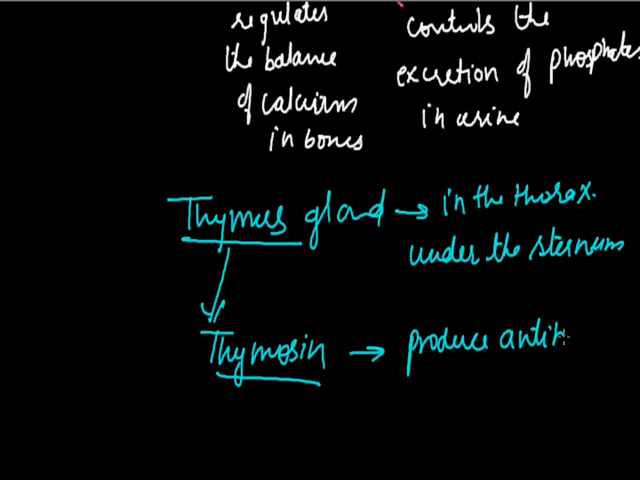 regulates
the balance
of calcium
in bones
controls the
excretion of phosphates
in urine
Thymus gland → in the thorax.
under the sternum
Thymosin → produce